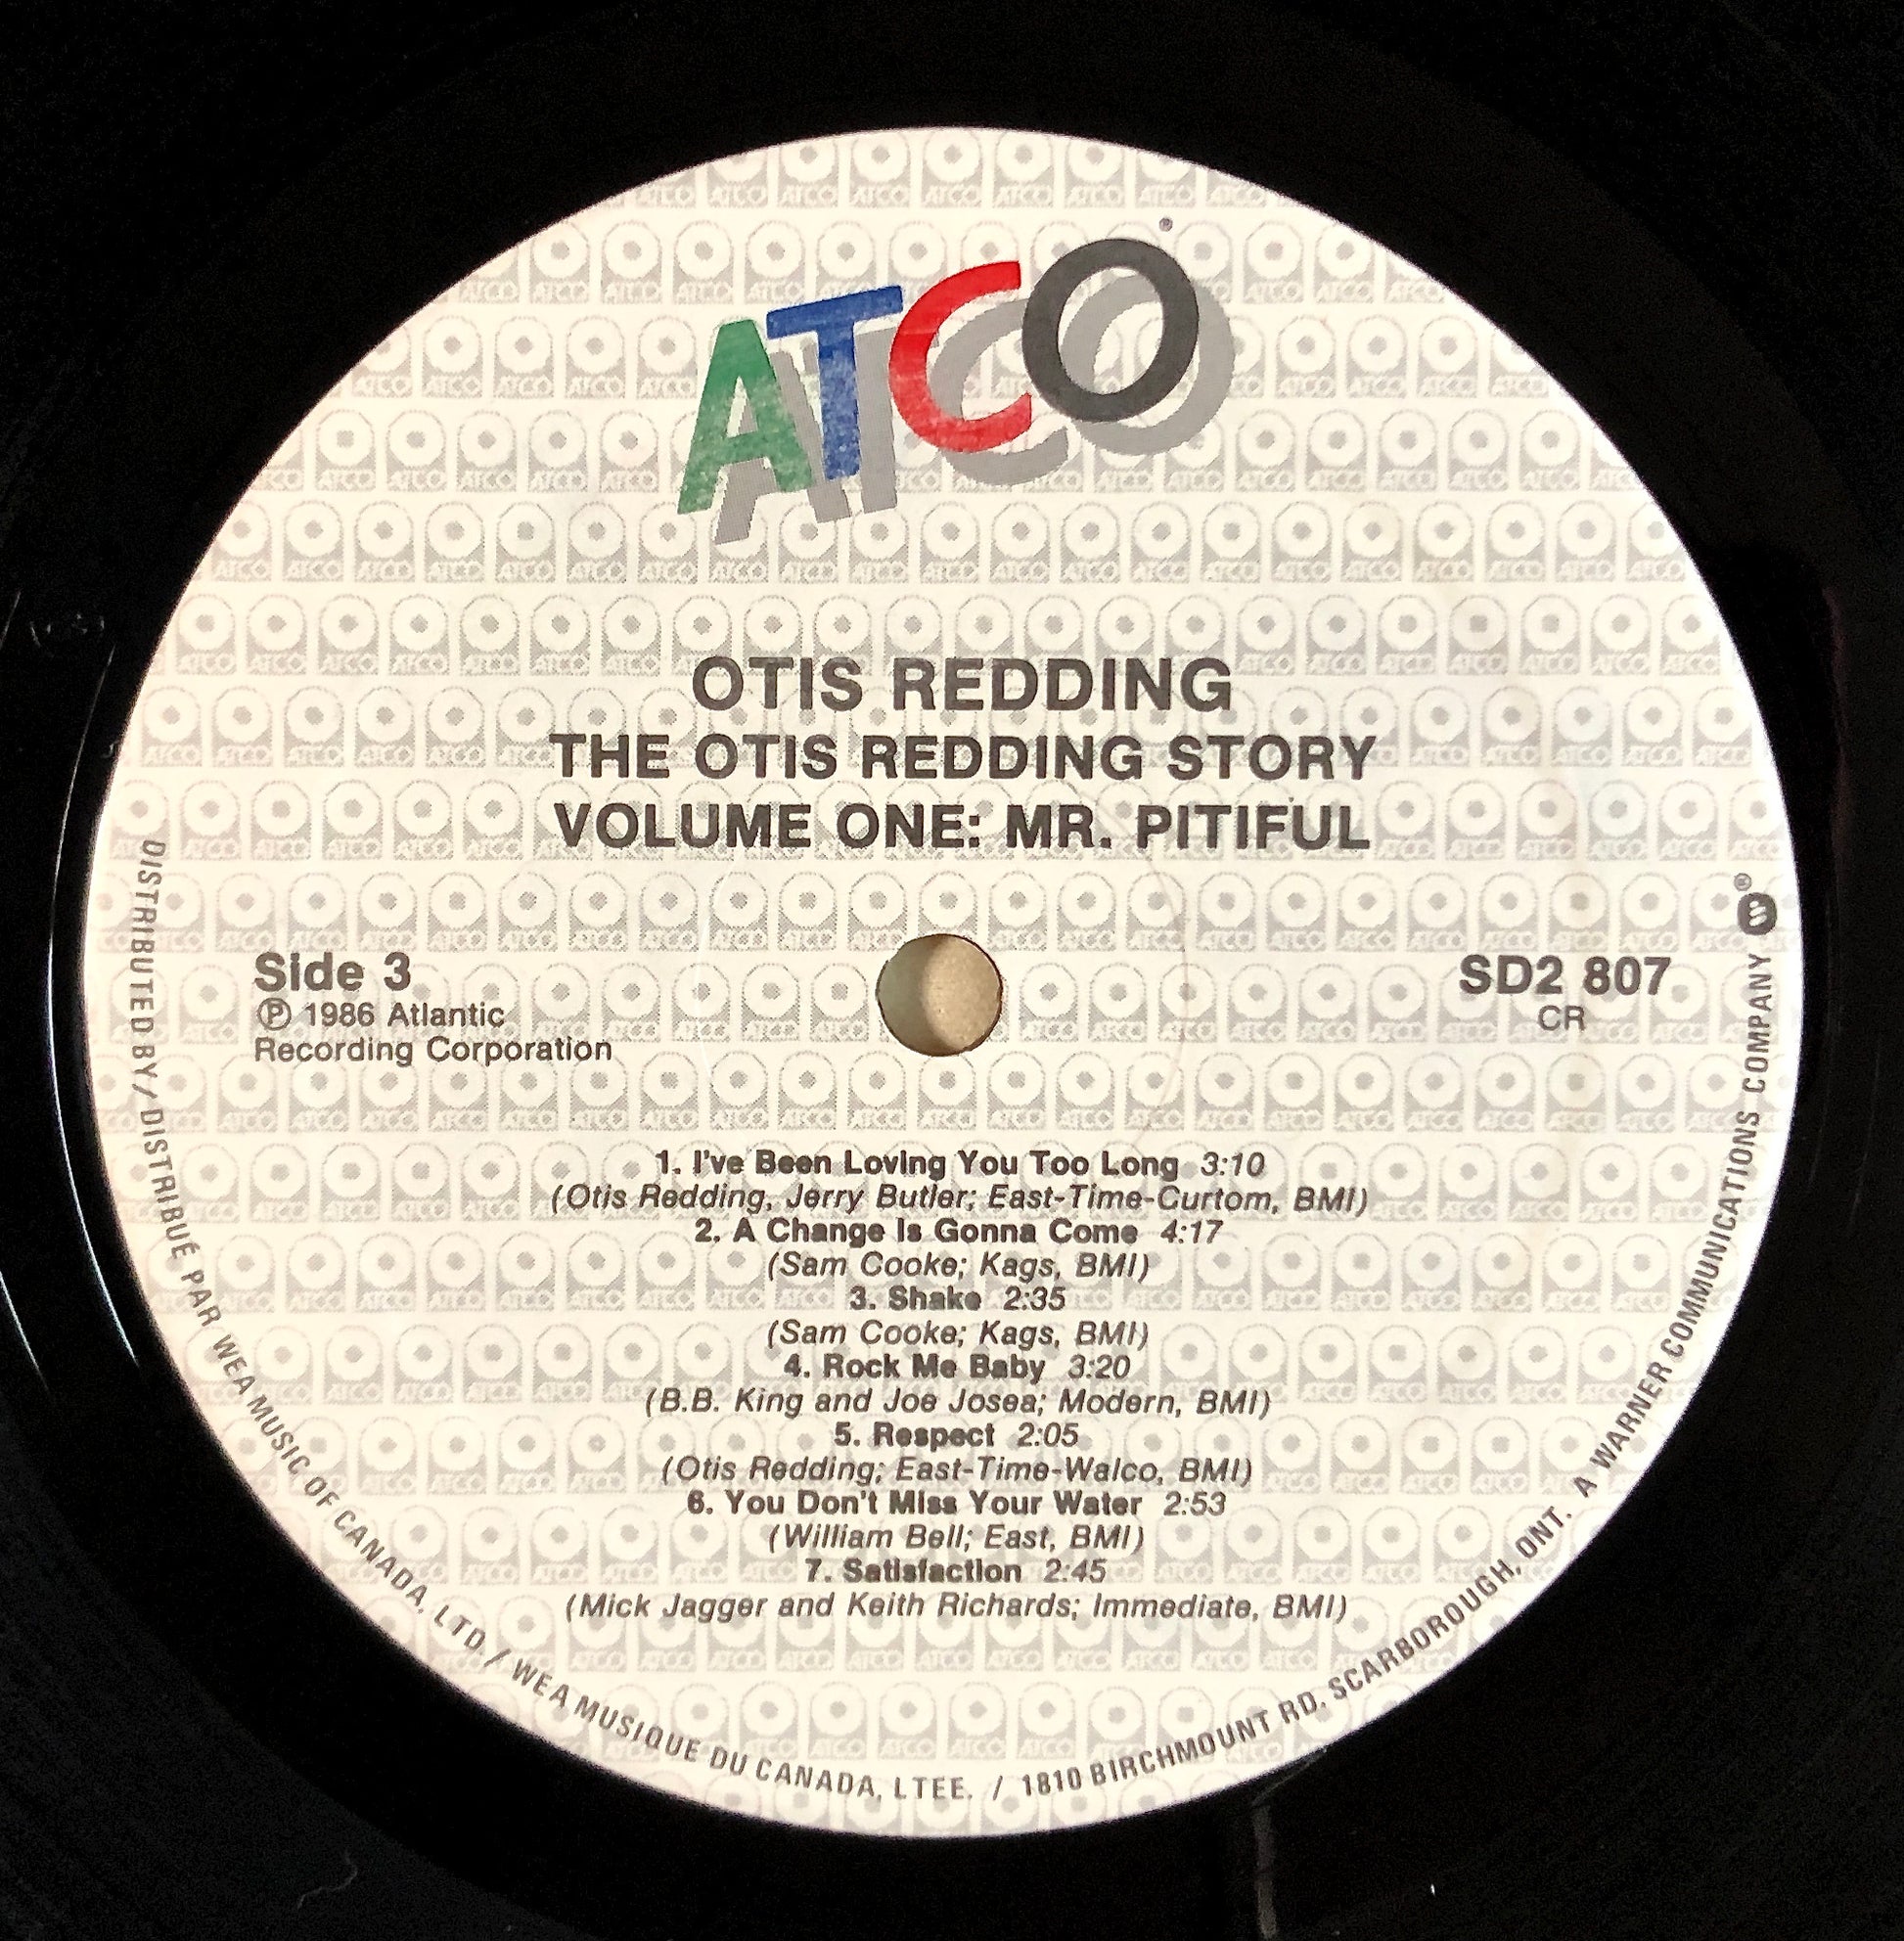 ATCO®
OTIS REDDING
THE OTIS REDDING STORY
VOLUME ONE: MR. PITIFUL
Side 3
℗ 1986 Atlantic
Recording Corporation
SD2 807
CR
1. I've Been Loving You Too Long 3:10
(Otis Redding, Jerry Butler; East-Time-Curtom, BMI)
2. A Change Is Gonna Come 4:17
(Sam Cooke; Kags, BMI)
3. Shake 2:35
(Sam Cooke; Kags, BMI)
4. Rock Me Baby 3:20
(B.B. King and Joe Josea; Modern, BMI)
5. Respect 2:05
(Otis Redding; East-Time-Walco, BMI)
6. You Don't Miss Your Water 2:53
(William Bell; East, BMI)
7. Satisfaction 2:45
(Mick Jagger and Keith Richards; Immediate, BMI)
DISTRIBUTED BY / DISTRIBUÉ PAR WEA MUSIC OF CANADA, LTD. / WEA MUSIQUE DU CANADA, LTEE. / 1810 BIRCHMOUNT RD. SCARBOROUGH, ONT. A WARNER COMMUNICATIONS COMPANY ®